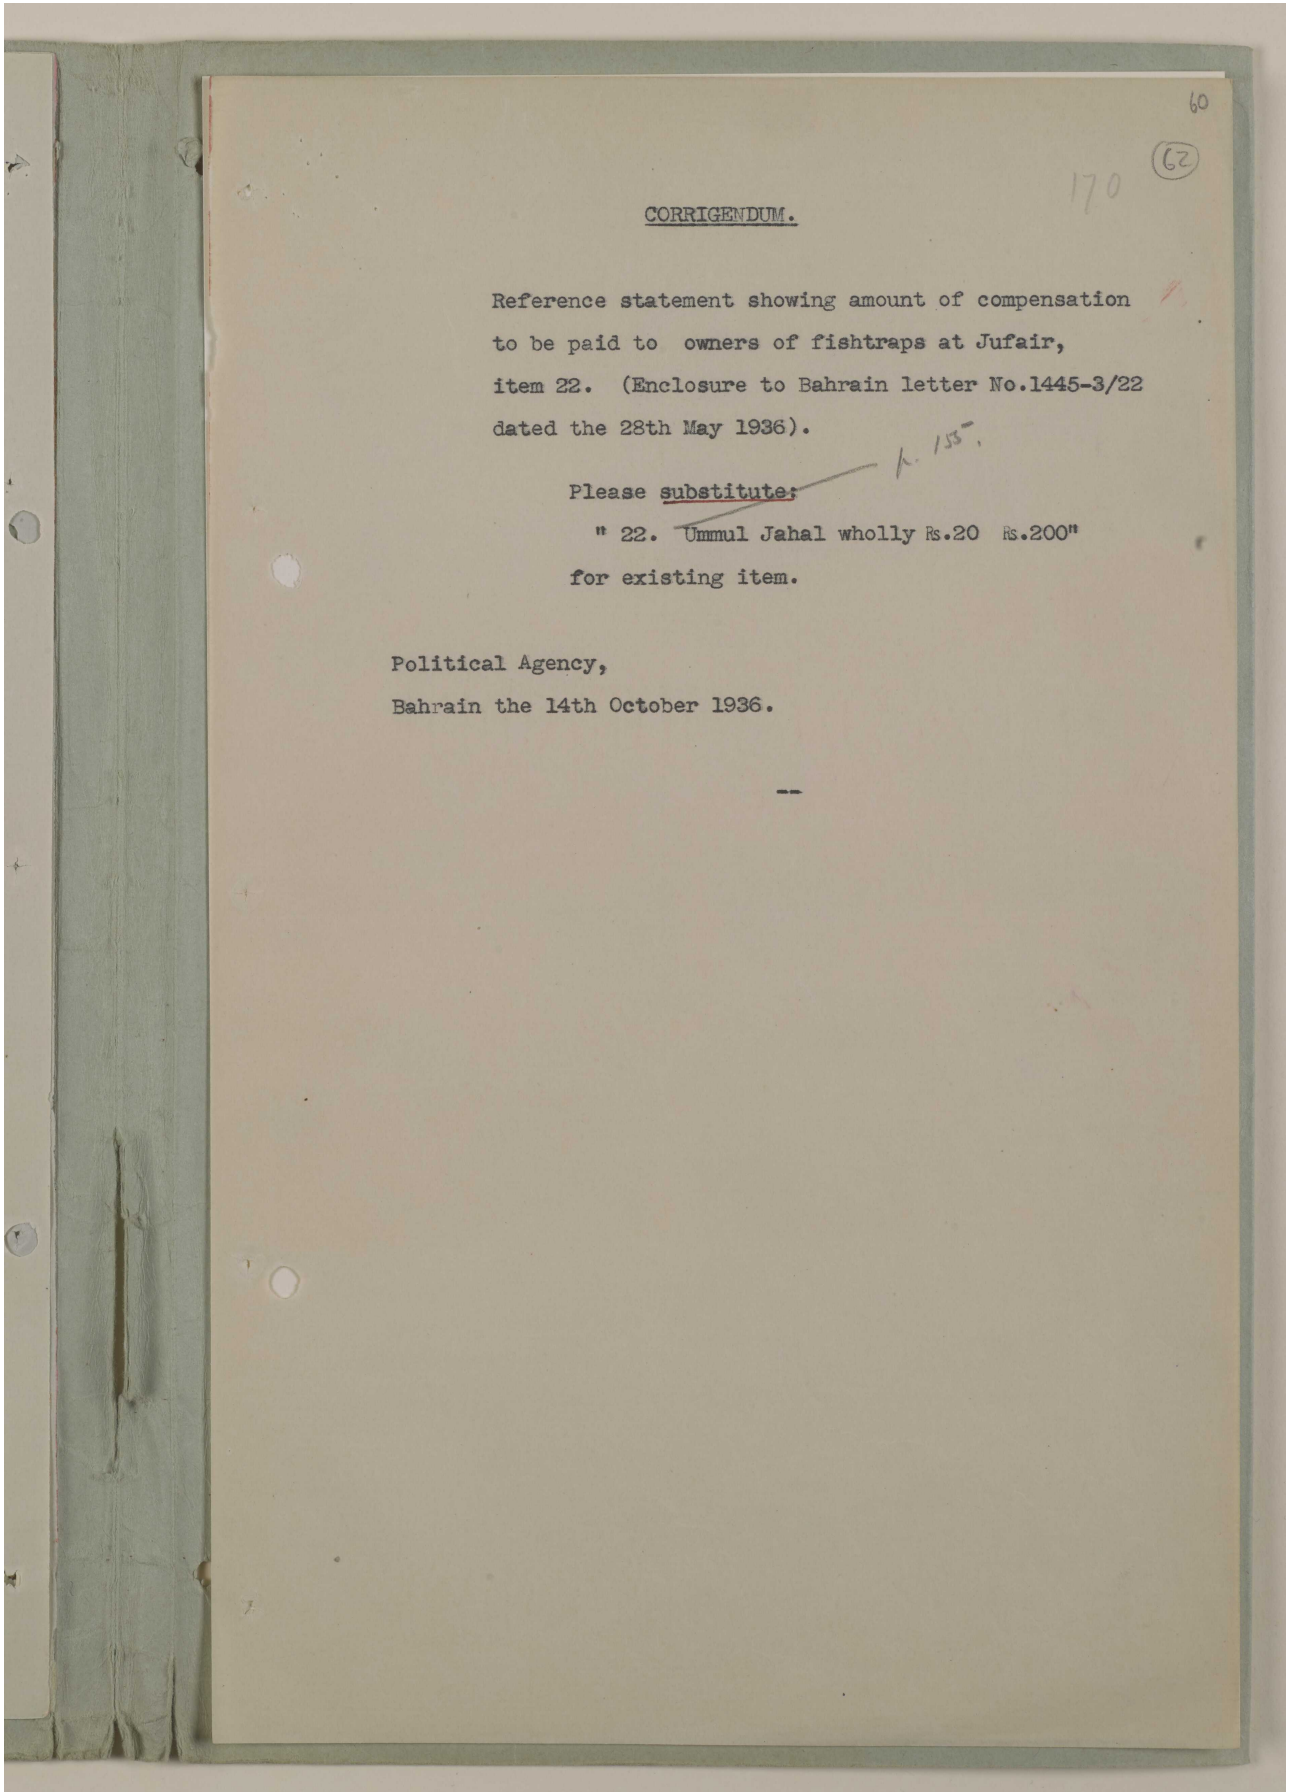 60
62
170
CORRIGENDUM.
Reference statement showing amount of compensation
to be paid to owners of fishtraps at Jufair,
item 22. (Enclosure to Bahrain letter No.1445-3/22
dated the 28th May 1936).
p. 155.
Please substitute:
" 22. Ummul Jahal wholly Rs.20 Rs.200"
for existing item.
Political Agency,
Bahrain the 14th October 1936.
--